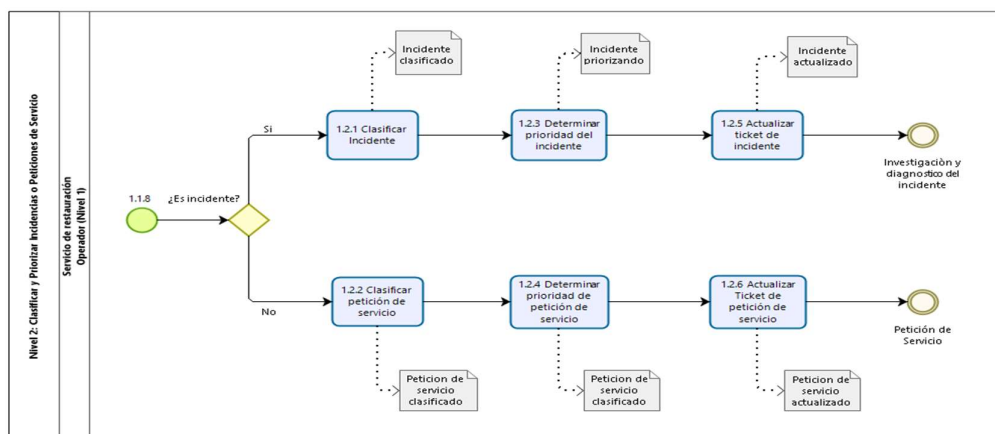 Nivel 2: Clasificar y Priorizar Incidencias o Peticiones de Servicio
Servicio de restauración
Operador (Nivel 1)
1.1.8
¿Es incidente?
Si
No
Incidente
clasificado
Incidente
priorizando
Incidente
actualizado
1.2.1 Clasificar
Incidente
1.2.3 Determinar
prioridad del
incidente
1.2.5 Actualizar
ticket de
incidente
Investigaciòn y
diagnostico del
incidente
1.2.2 Clasificar
petición de
servicio
1.2.4 Determinar
prioridad de
petición de
servicio
1.2.6 Actualizar
Ticket de
petición de
servicio
Petición de
Servicio
Peticion de
servicio
clasificado
Peticion de
servicio
clasificado
Peticion de
servicio
actualizado